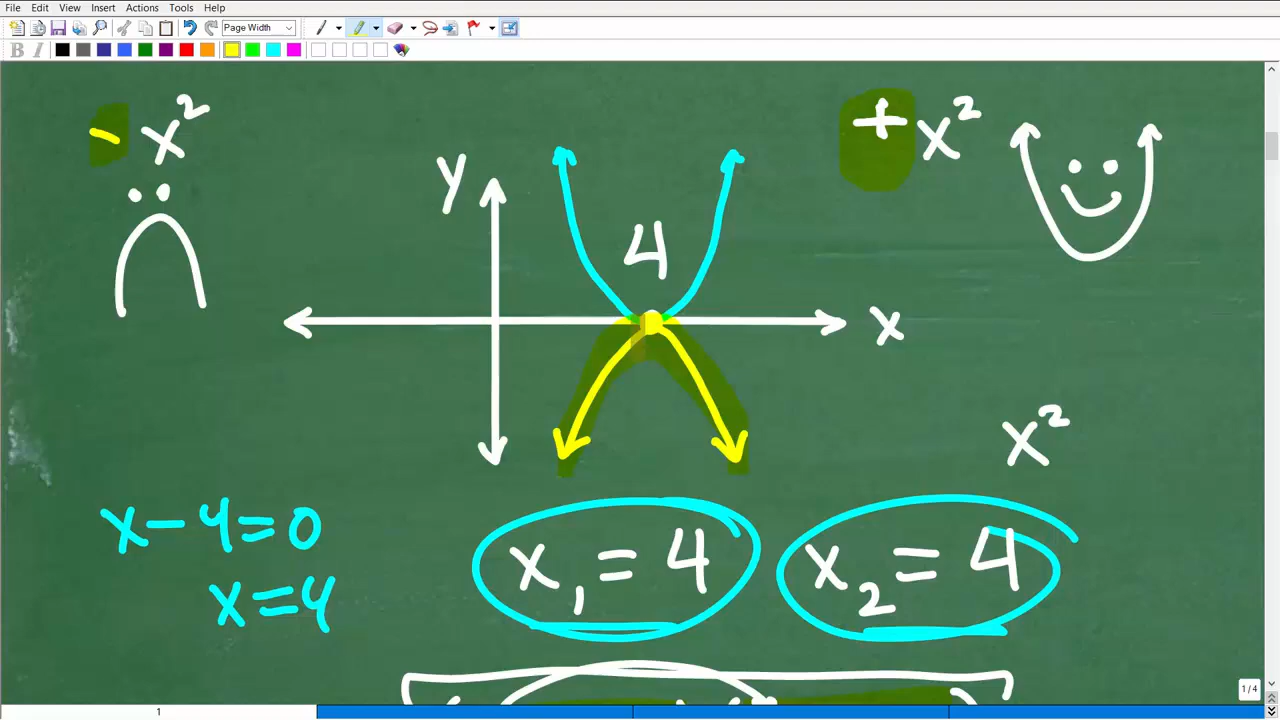 File Edit View Insert Actions Tools Help
Page Width
B I
- x²
+ x²
y
4
x
x²
x - 4 = 0
x = 4
x₁ = 4
x₂ = 4
1 / 4
1